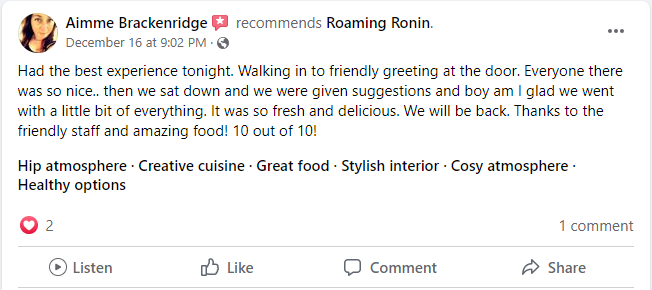 Aimme Brackenridge recommends Roaming Ronin.
December 16 at 9:02 PM ·
Had the best experience tonight. Walking in to friendly greeting at the door. Everyone there
was so nice.. then we sat down and we were given suggestions and boy am I glad we went
with a little bit of everything. It was so fresh and delicious. We will be back. Thanks to the
friendly staff and amazing food! 10 out of 10!
Hip atmosphere · Creative cuisine · Great food · Stylish interior · Cosy atmosphere ·
Healthy options
2 1 comment
Listen Like Comment Share